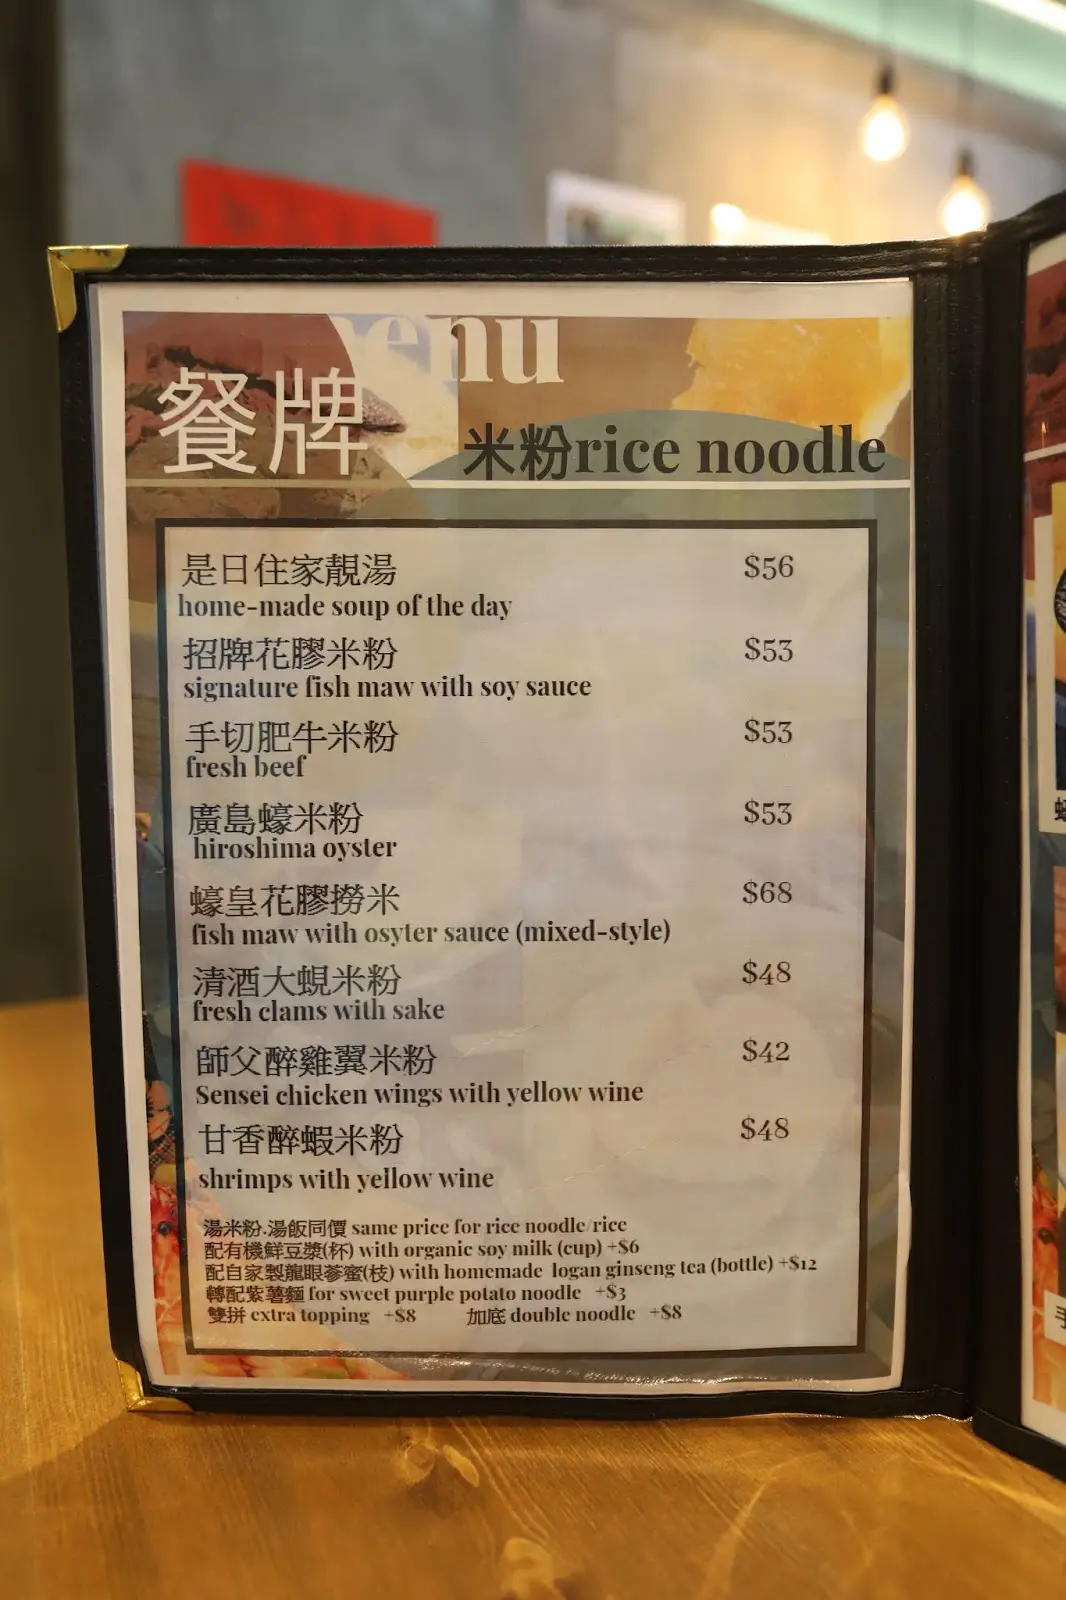 enu
餐牌
米粉rice noodle
是日住家靚湯 $56
home-made soup of the day
招牌花膠米粉 $53
signature fish maw with soy sauce
手切肥牛米粉 $53
fresh beef
廣島蠔米粉 $53
hiroshima oyster
蠔皇花膠撈米 $68
fish maw with osyter sauce (mixed-style)
清酒大蜆米粉 $48
fresh clams with sake
師父醉雞翼米粉 $42
Sensei chicken wings with yellow wine
甘香醉蝦米粉 $48
shrimps with yellow wine
湯米粉.湯飯同價 same price for rice noodle/rice
配有機鮮豆漿(杯) with organic soy milk (cup) +$6
配自家製龍眼蔘蜜(枝) with homemade logan ginseng tea (bottle) +$12
轉配紫薯麵 for sweet purple potato noodle +$3
雙拼 extra topping +$8 加底 double noodle +$8